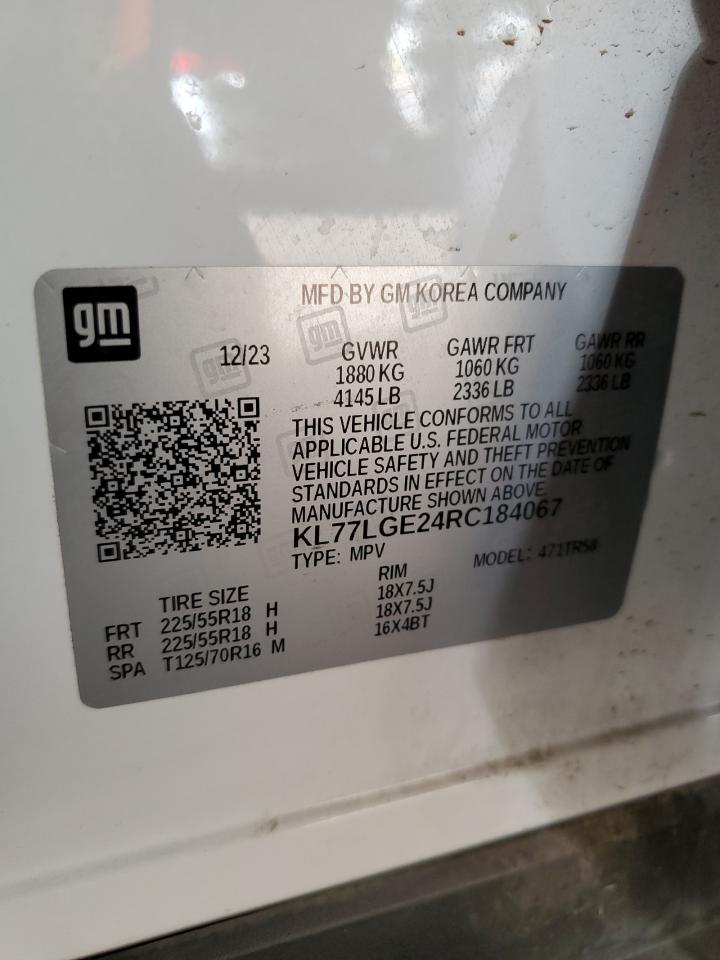 gm
MFD BY GM KOREA COMPANY
12/23
GVWR GAWR FRT GAWR RR
1880 KG 1060 KG 1060 KG
4145 LB 2336 LB 2336 LB
THIS VEHICLE CONFORMS TO ALL
APPLICABLE U.S. FEDERAL MOTOR
VEHICLE SAFETY AND THEFT PREVENTION
STANDARDS IN EFFECT ON THE DATE OF
MANUFACTURE SHOWN ABOVE.
KL77LGE24RC184067
TYPE: MPV MODEL: 471TR58
TIRE SIZE RIM
FRT 225/55R18 H 18X7.5J
RR 225/55R18 H 18X7.5J
SPA T125/70R16 M 16X4BT